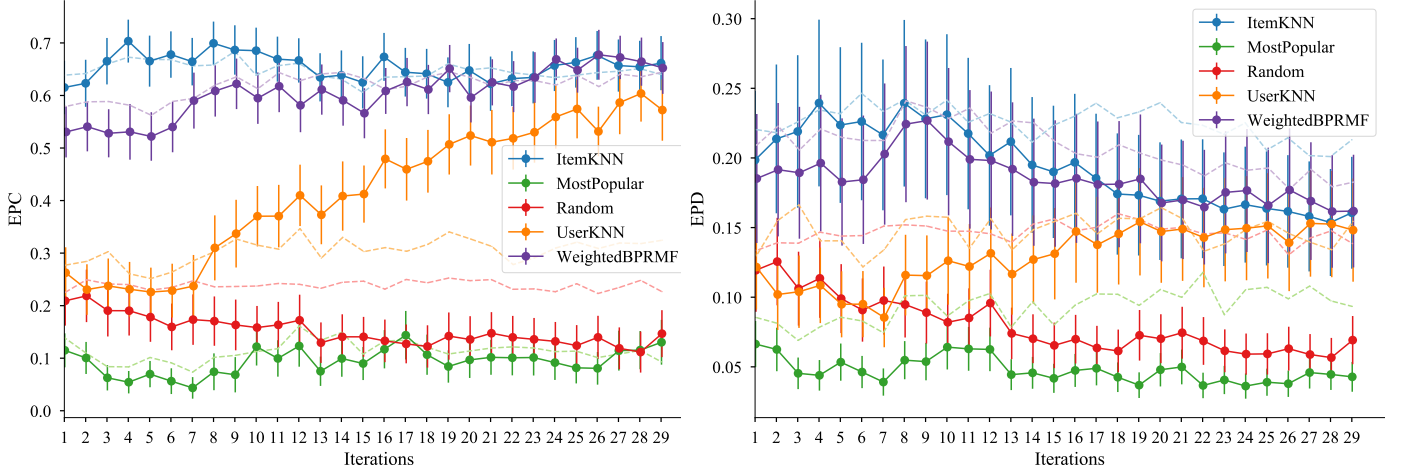 EPC
0.7
0.6
0.5
0.4
0.3
0.2
0.1
0.0
1 2 3 4 5 6 7 8 9 10 11 12 13 14 15 16 17 18 19 20 21 22 23 24 25 26 27 28 29
Iterations
ItemKNN
MostPopular
Random
UserKNN
WeightedBPRMF
EPD
0.30
0.25
0.20
0.15
0.10
0.05
1 2 3 4 5 6 7 8 9 10 11 12 13 14 15 16 17 18 19 20 21 22 23 24 25 26 27 28 29
Iterations
ItemKNN
MostPopular
Random
UserKNN
WeightedBPRMF